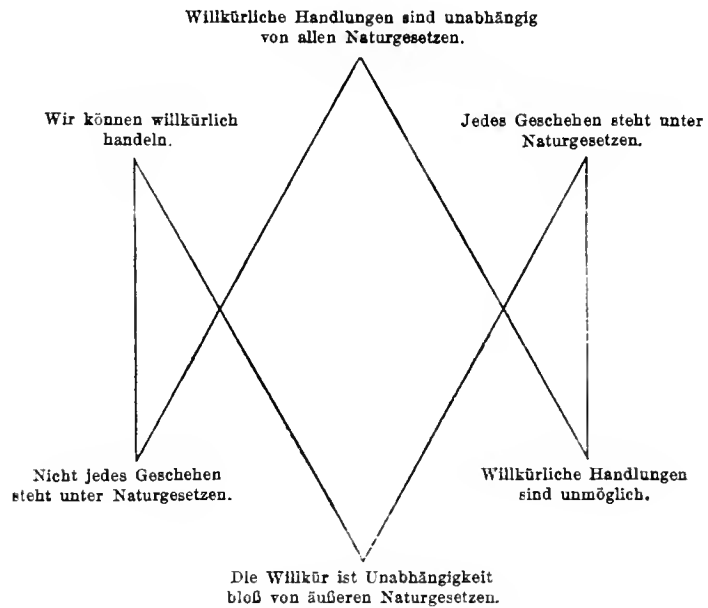 Willkürliche Handlungen sind unabhängig
von allen Naturgesetzen.
Wir können willkürlich
handeln.
Jedes Geschehen steht unter
Naturgesetzen.
Nicht jedes Geschehen
steht unter Naturgesetzen.
Willkürliche Handlungen
sind unmöglich.
Die Willkür ist Unabhängigkeit
bloß von äußeren Naturgesetzen.